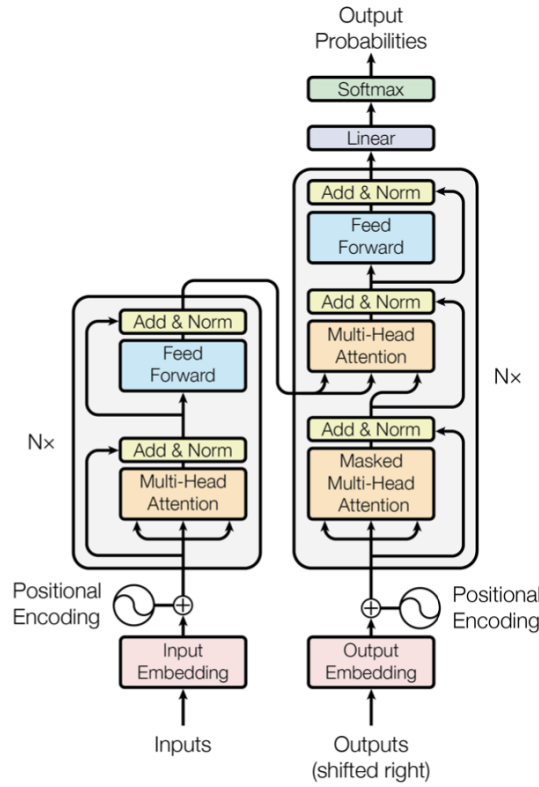 Output
Probabilities
Softmax
Linear
Add & Norm
Feed
Forward
Add & Norm
Multi-Head
Attention
Add & Norm
Masked
Multi-Head
Attention
N×
Add & Norm
Feed
Forward
Add & Norm
Multi-Head
Attention
N×
Positional
Encoding
Positional
Encoding
Input
Embedding
Output
Embedding
Inputs
Outputs
(shifted right)